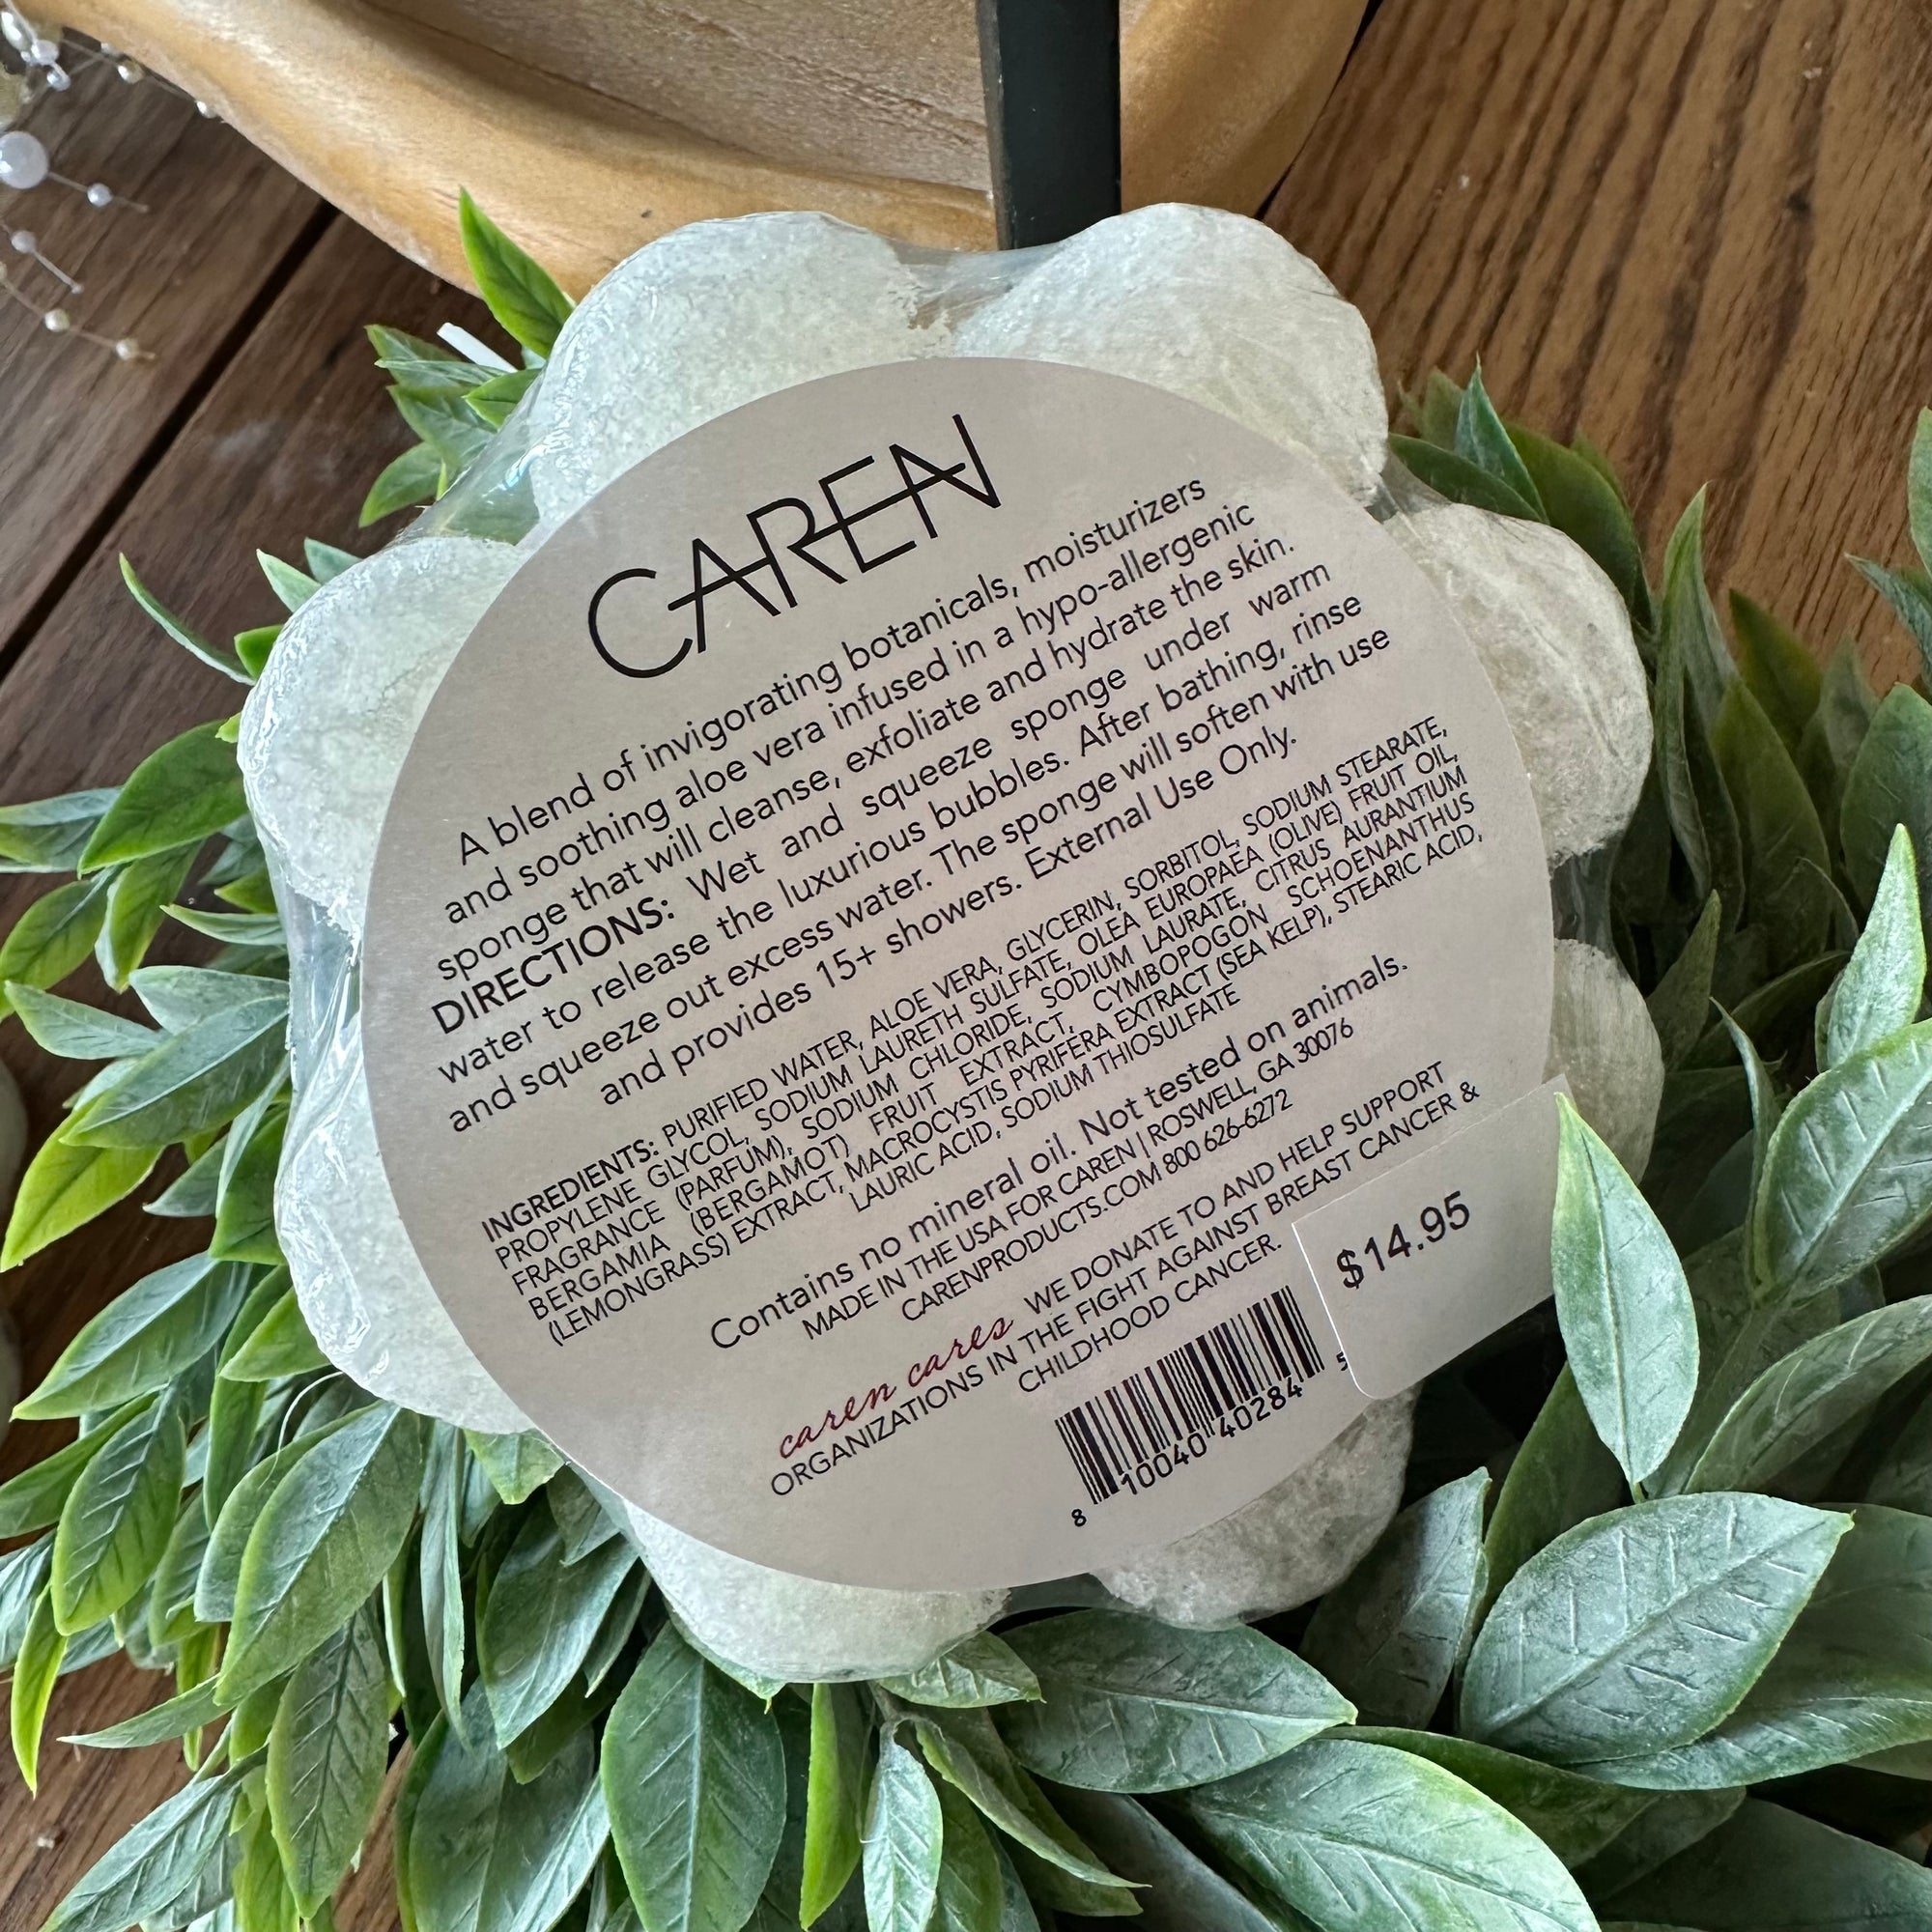 CAREN
A blend of invigorating botanicals, moisturizers
and soothing aloe vera infused in a hypo-allergenic
sponge that will cleanse, exfoliate and hydrate the skin.
DIRECTIONS: Wet and squeeze sponge under warm
water to release the luxurious bubbles. After bathing, rinse
and squeeze out excess water. The sponge will soften with use
and provides 15+ showers. External Use Only.
INGREDIENTS: PURIFIED WATER, ALOE VERA, GLYCERIN, SORBITOL, SODIUM STEARATE,
PROPYLENE GLYCOL, SODIUM LAURETH SULFATE, OLEA EUROPAEA (OLIVE) FRUIT OIL,
FRAGRANCE (PARFUM), SODIUM CHLORIDE, SODIUM LAURATE, CITRUS AURANTIUM
BERGAMIA (BERGAMOT) FRUIT EXTRACT, CYMBOPOGON SCHOENANTHUS
(LEMONGRASS) EXTRACT, MACROCYSTIS PYRIFERA EXTRACT (SEA KELP), STEARIC ACID,
LAURIC ACID, SODIUM THIOSULFATE
Contains no mineral oil. Not tested on animals.
MADE IN THE USA FOR CAREN | ROSWELL, GA 30076
CARENPRODUCTS.COM 800 626-6272
caren cares WE DONATE TO AND HELP SUPPORT
ORGANIZATIONS IN THE FIGHT AGAINST BREAST CANCER &
CHILDHOOD CANCER.
8 10040 40284 5
$14.95